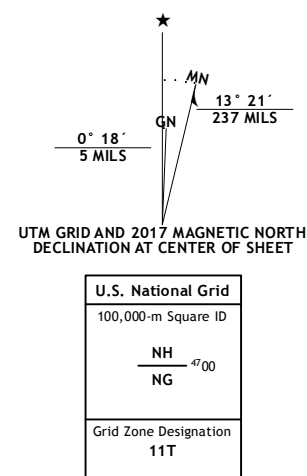 ★
MN
GN
13° 21´
237 MILS
0° 18´
5 MILS
UTM GRID AND 2017 MAGNETIC NORTH
DECLINATION AT CENTER OF SHEET
U.S. National Grid
100,000-m Square ID
NH
4700
NG
Grid Zone Designation
11T